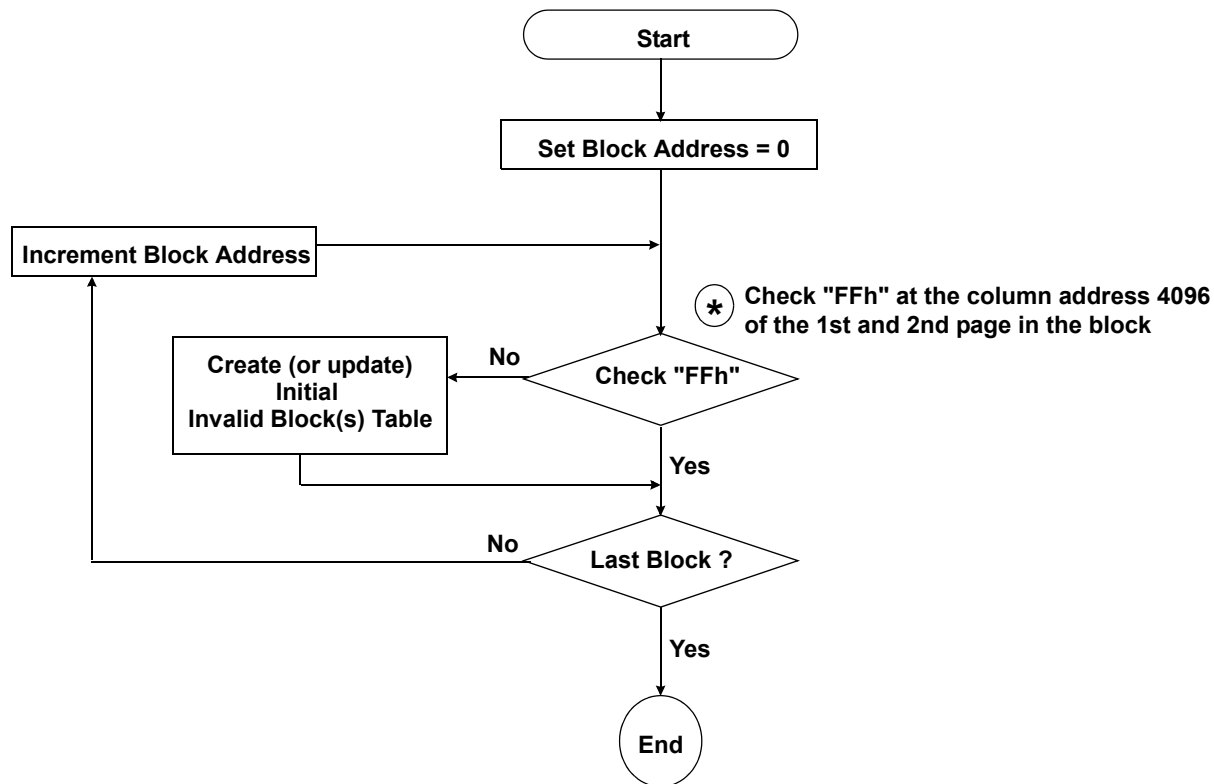 Start
Set Block Address = 0
Increment Block Address
* Check "FFh" at the column address 4096
of the 1st and 2nd page in the block
No
Create (or update)
Initial
Invalid Block(s) Table
Check "FFh"
Yes
No
Last Block ?
Yes
End